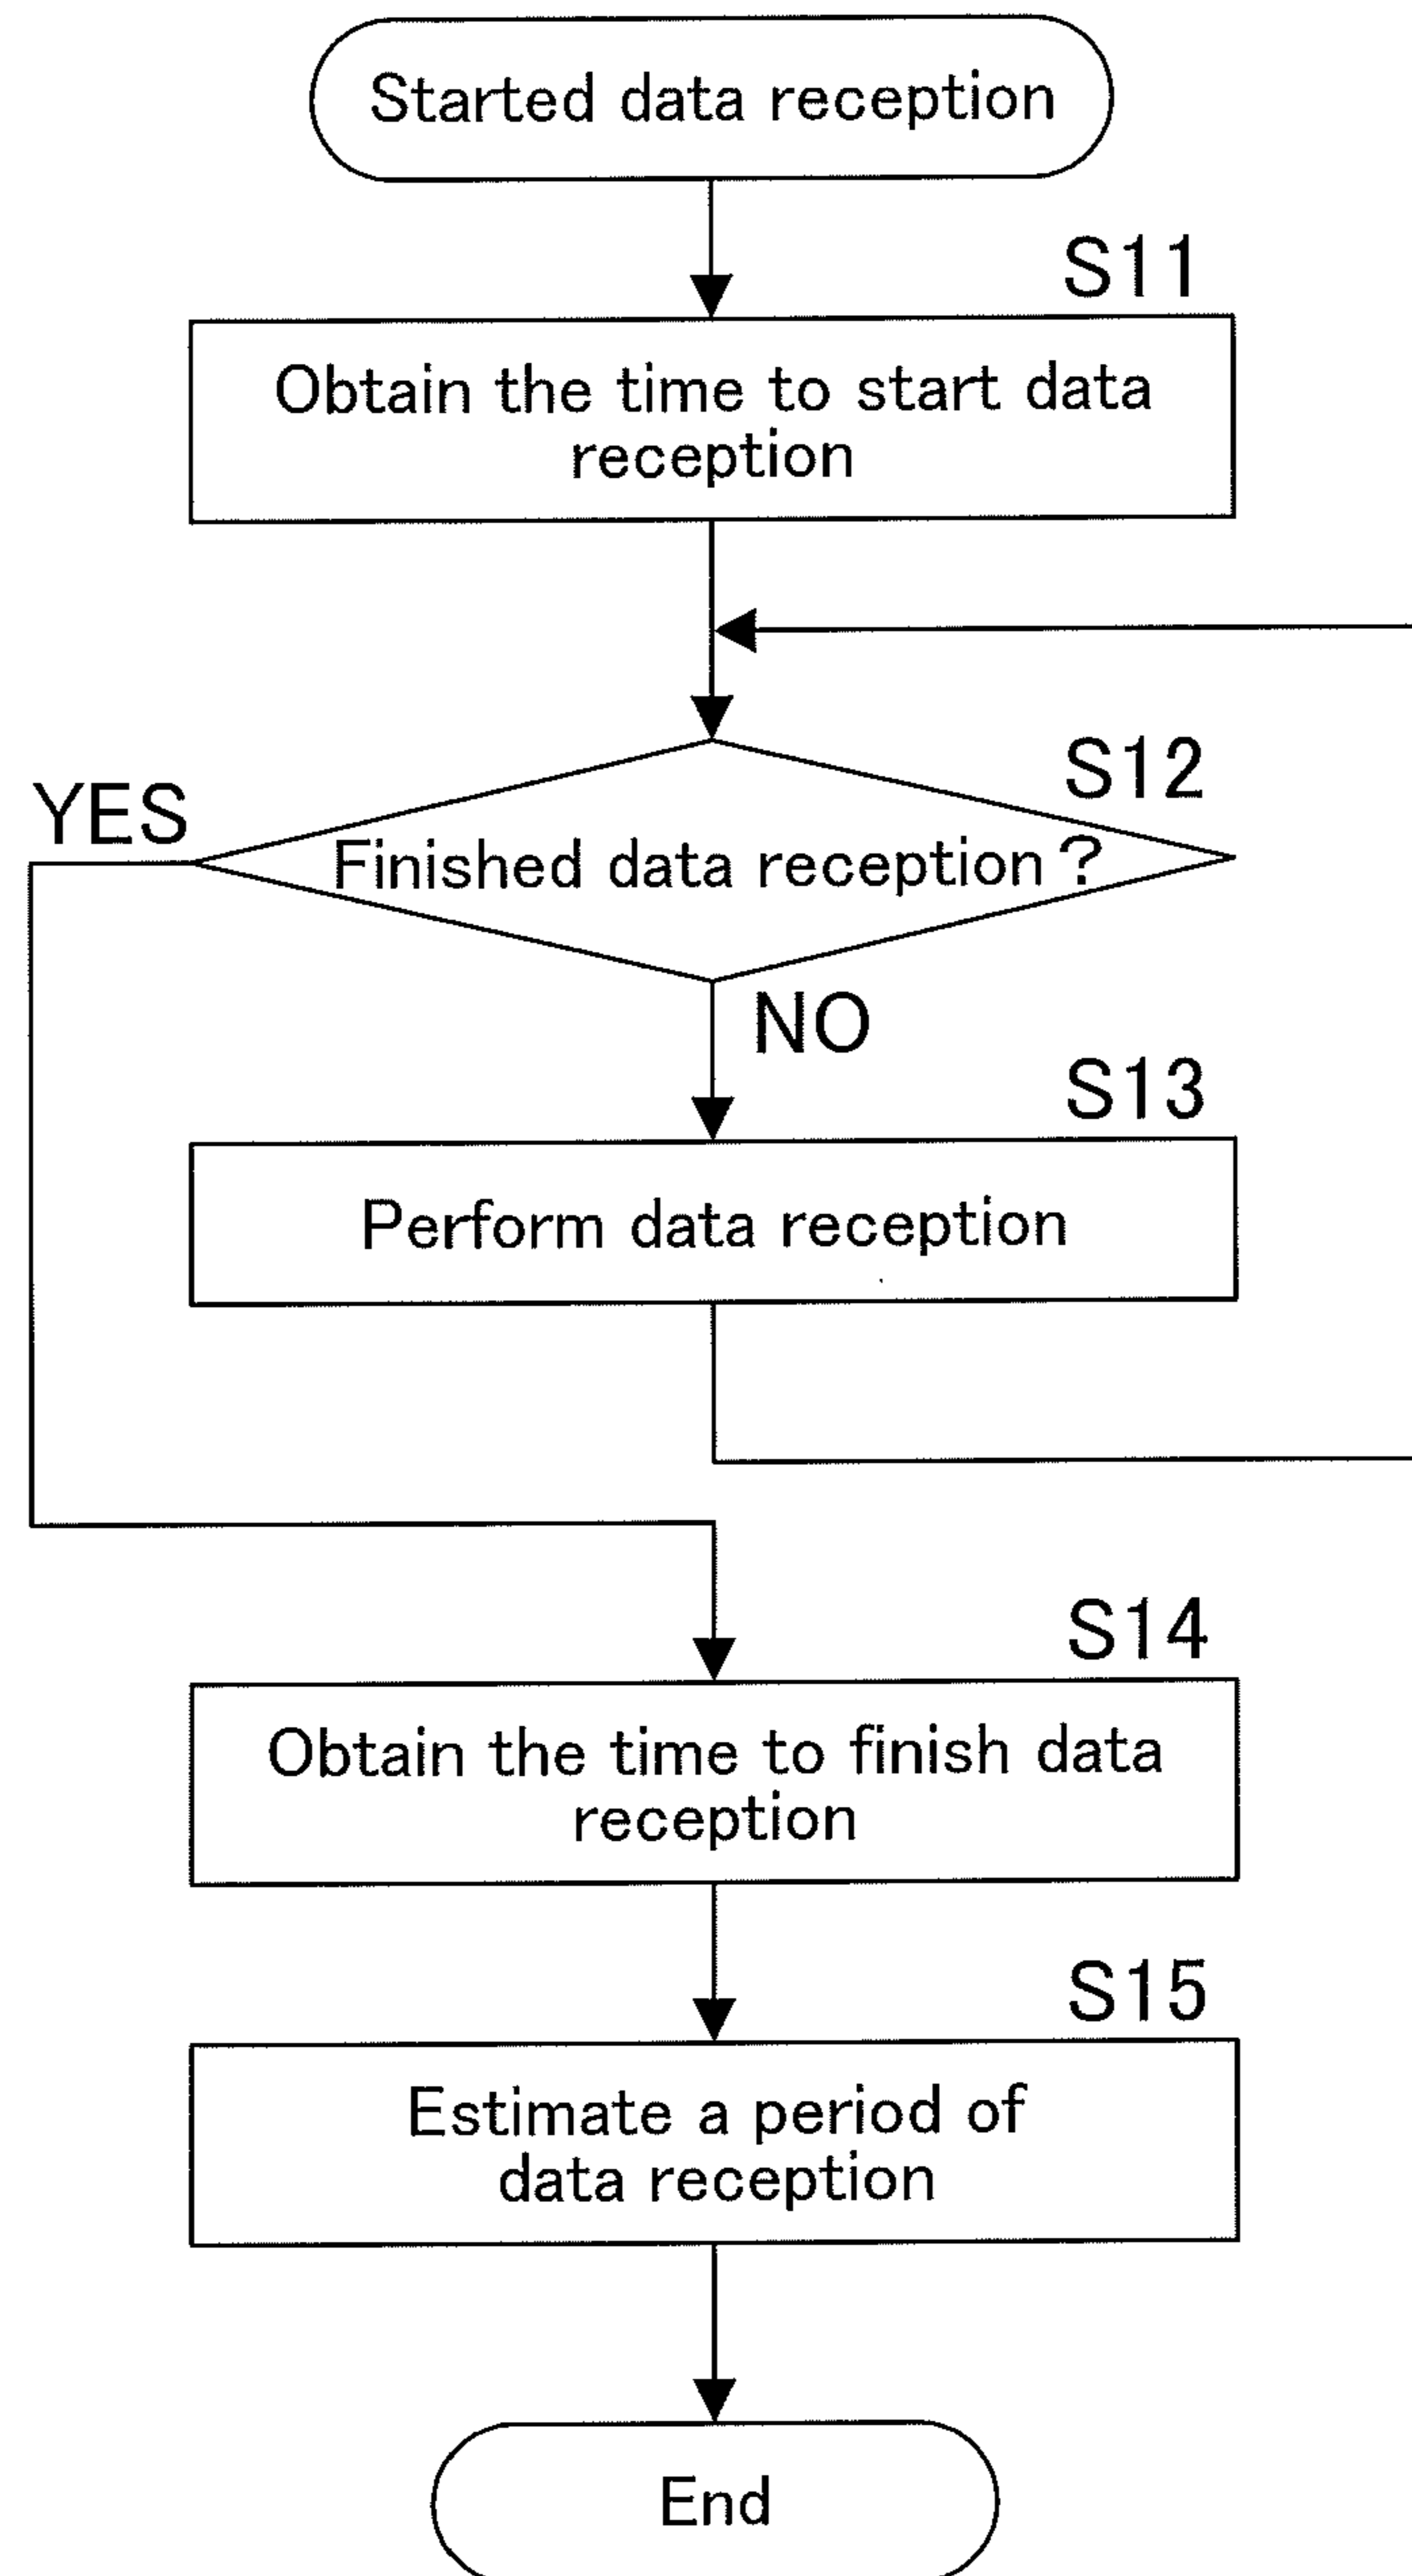 Started data reception
S11
Obtain the time to start data
reception
S12
YES
Finished data reception?
NO
S13
Perform data reception
S14
Obtain the time to finish data
reception
S15
Estimate a period of
data reception
End